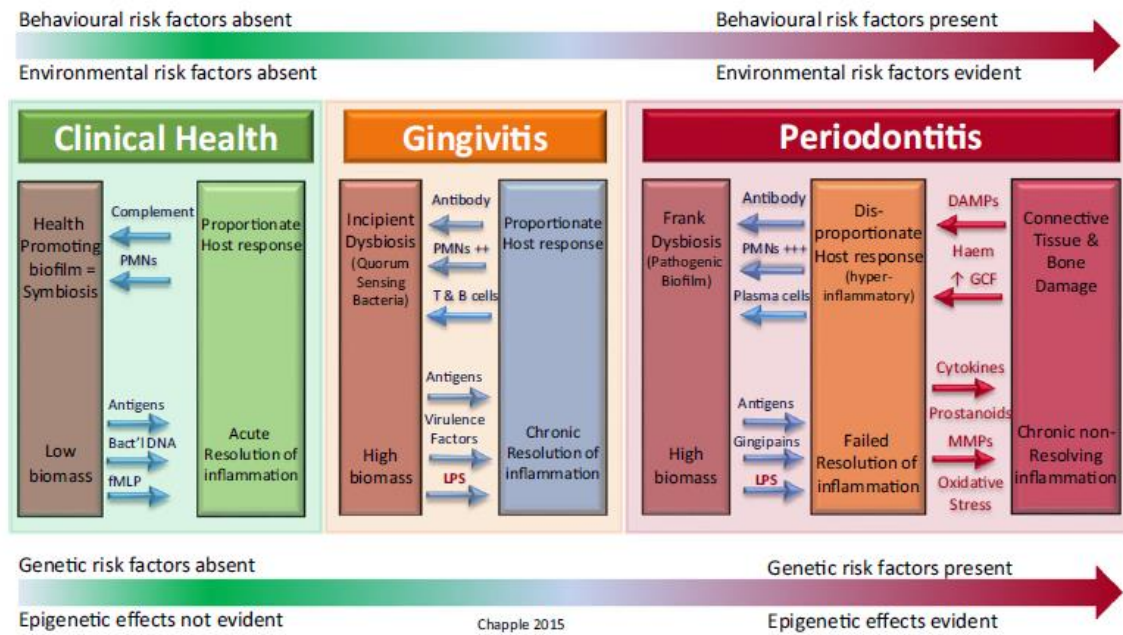 Behavioural risk factors absent
Behavioural risk factors present
Environmental risk factors absent
Environmental risk factors evident
Clinical Health
Health
Promoting
biofilm =
Symbiosis
Low
biomass
Complement
PMNs
Antigens
Bact'l DNA
fMLP
Proportionate
Host response
Acute
Resolution of
inflammation
Gingivitis
Incipient
Dysbiosis
(Quorum
Sensing
Bacteria)
High
biomass
Antibody
PMNs ++
T & B cells
Antigens
Virulence
Factors
LPS
Proportionate
Host response
Chronic
Resolution of
inflammation
Periodontitis
Frank
Dysbiosis
(Pathogenic
Biofilm)
High
biomass
Antibody
PMNs +++
Plasma cells
Antigens
Gingipains
LPS
Dis-
proportionate
Host response
(hyper-
inflammatory)
Failed
Resolution of
inflammation
DAMPs
Haem
↑ GCF
Cytokines
Prostanoids
MMPs
Oxidative
Stress
Connective
Tissue &
Bone
Damage
Chronic non-
Resolving
inflammation
Genetic risk factors absent
Genetic risk factors present
Epigenetic effects not evident
Chapple 2015
Epigenetic effects evident